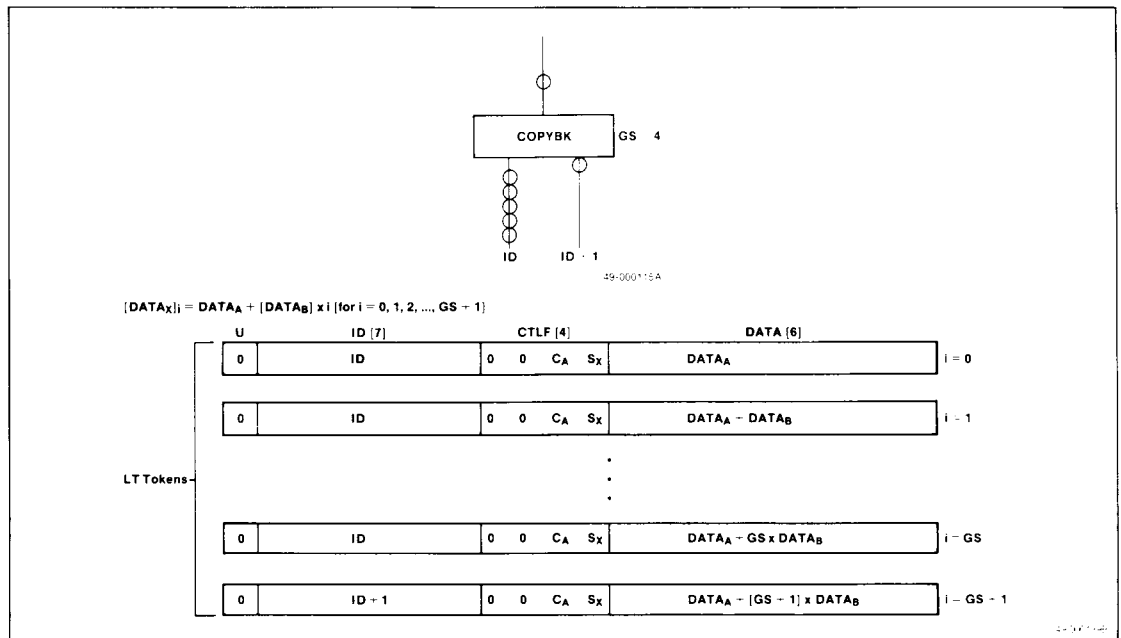 COPYBK GS 4
ID ID + 1
49-000115A
[DATAX]i = DATAA + [DATAB] x i [for i = 0, 1, 2, ..., GS + 1]
U ID [7] CTLF [4] DATA [6]
0 ID 0 0 CA SX DATAA i = 0
0 ID 0 0 CA SX DATAA + DATAB i = 1
LT Tokens
0 ID 0 0 CA SX DATAA + GS x DATAB i = GS
0 ID + 1 0 0 CA SX DATAA + [GS + 1] x DATAB i = GS + 1